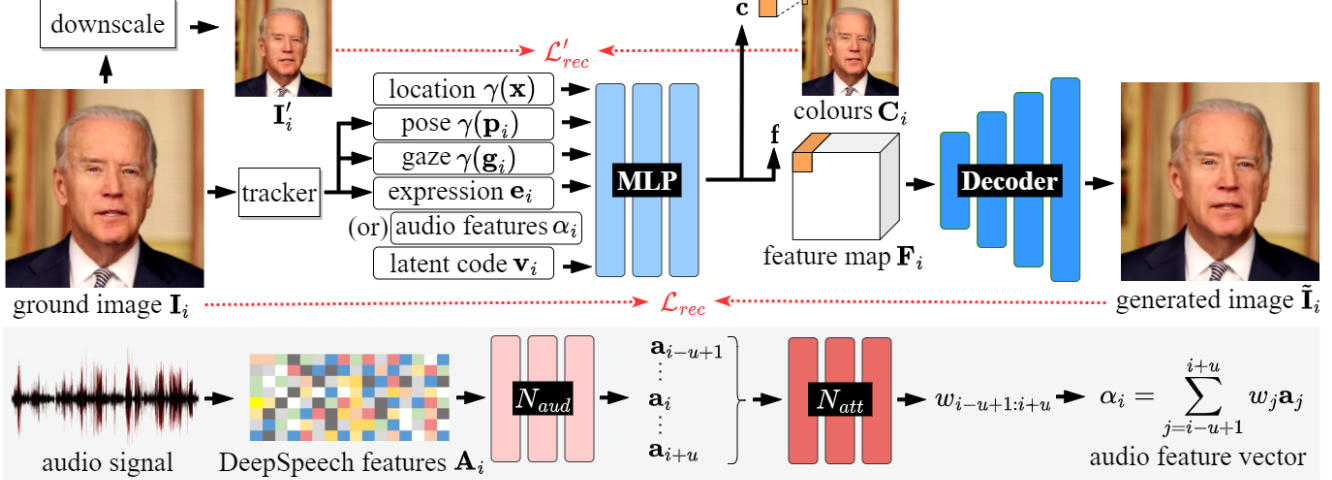 downscale
𝓛′rec
c
I′i
location γ(x)
pose γ(pi)
gaze γ(gi)
expression ei
(or) audio features αi
latent code vi
tracker
MLP
colours Ci
f
feature map Fi
Decoder
ground image Ii
𝓛rec
generated image Ĩi
audio signal
DeepSpeech features Ai
Naud
ai−u+1
⋮
ai
⋮
ai+u
Natt
wi−u+1:i+u
αi = ∑ i+u j=i−u+1 wjaj
audio feature vector